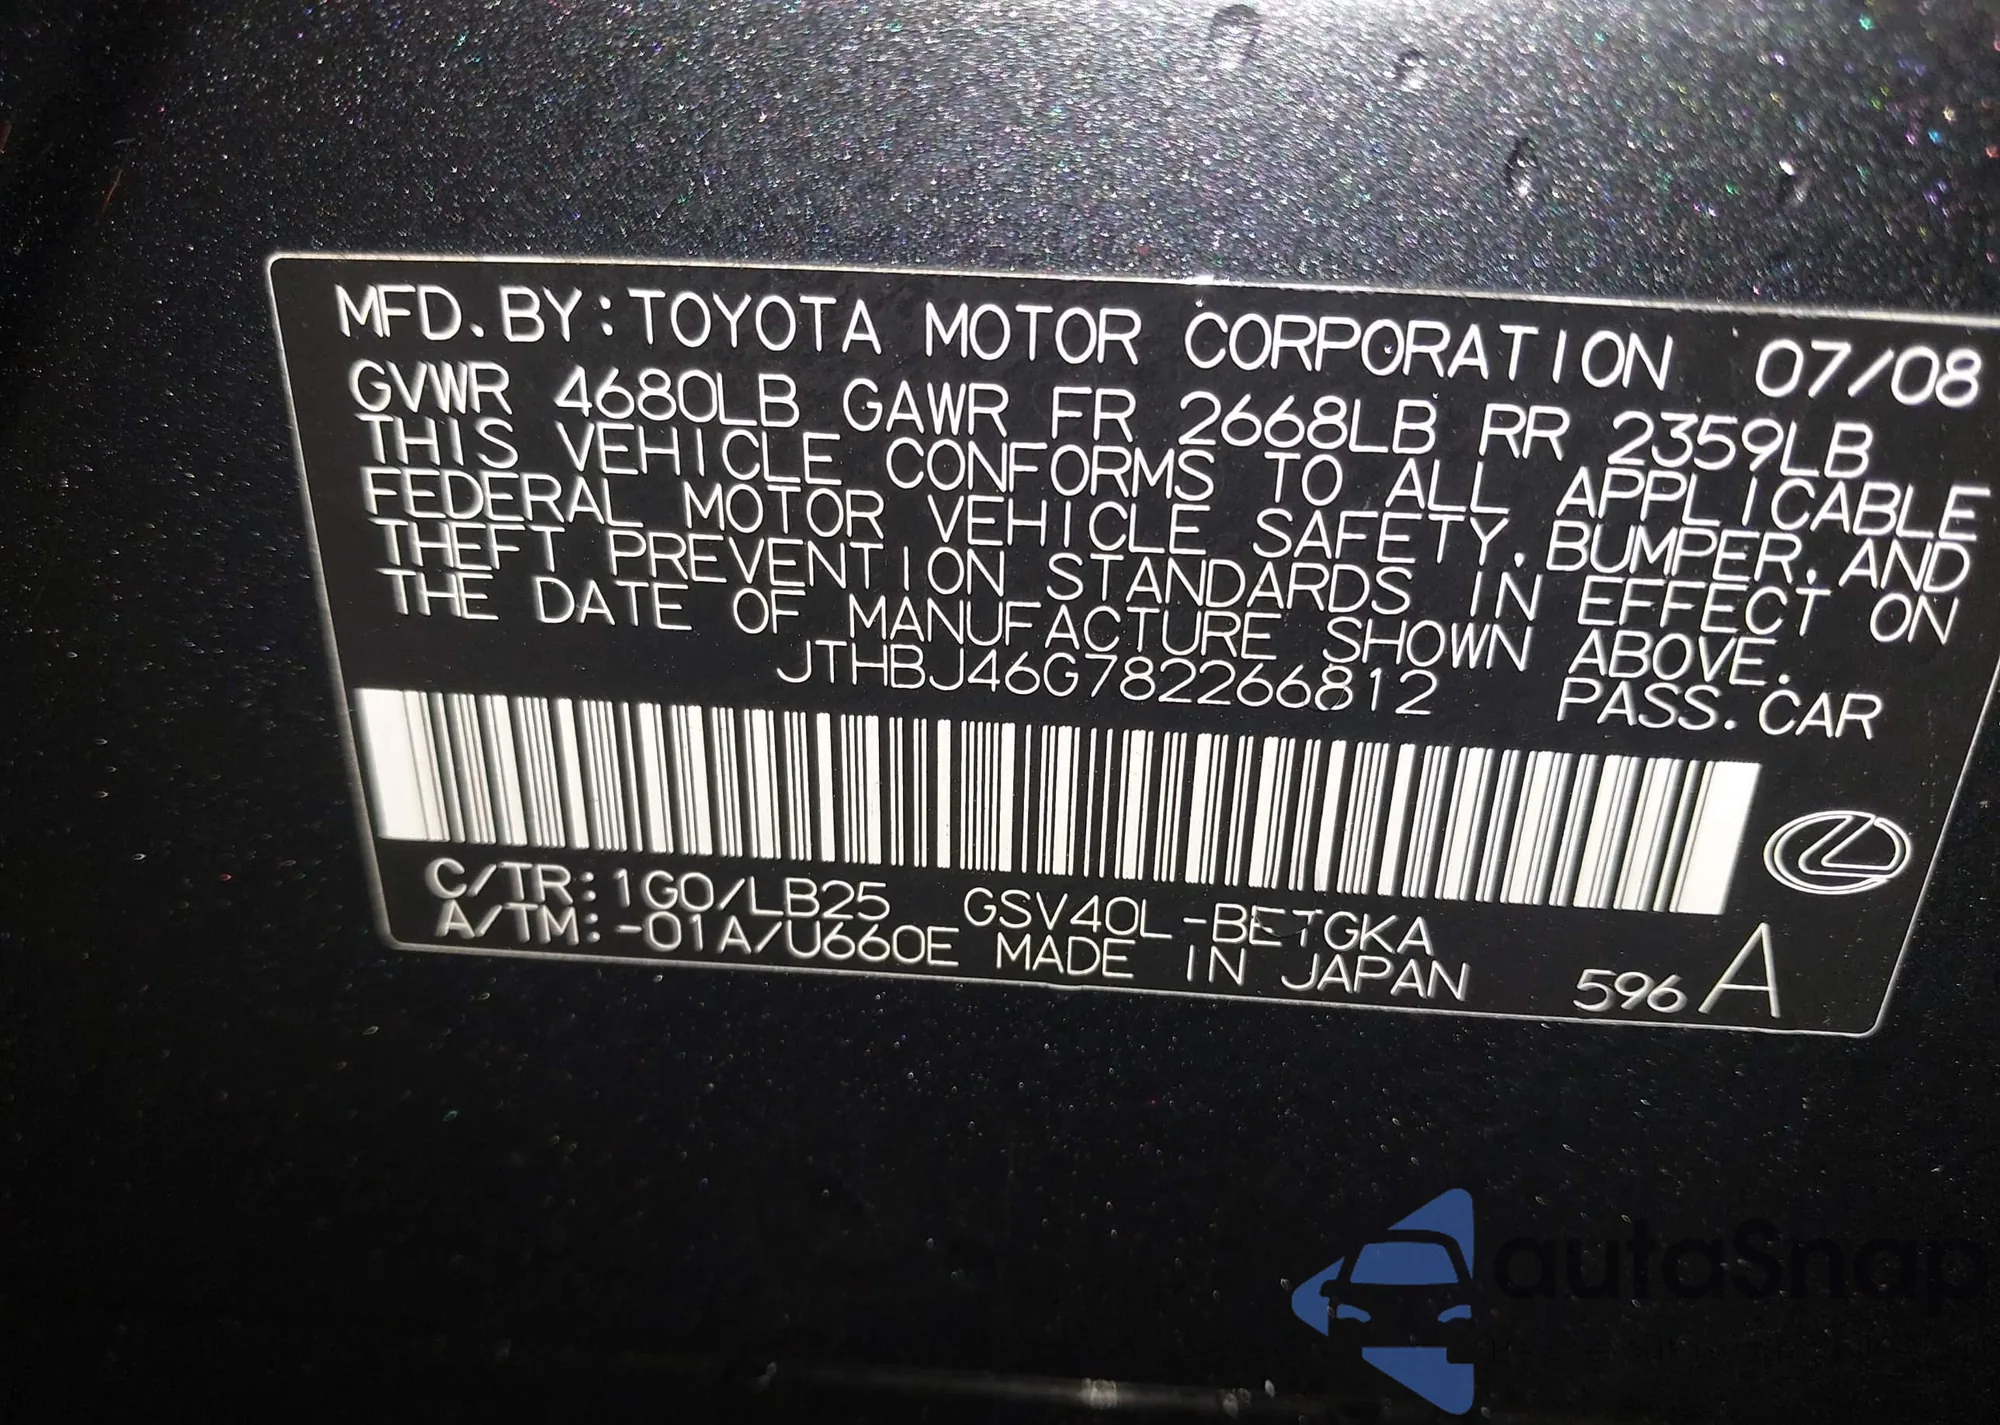 MFD. BY: TOYOTA MOTOR CORPORATION 07/08
GVWR 4680LB GAWR FR 2668LB RR 2359LB
THIS VEHICLE CONFORMS TO ALL APPLICABLE
FEDERAL MOTOR VEHICLE SAFETY, BUMPER, AND
THEFT PREVENTION STANDARDS IN EFFECT ON
THE DATE OF MANUFACTURE SHOWN ABOVE.
JTHBJ46G782266812 PASS. CAR
C/TR: 1G0/LB25 GSV40L-BETGKA
A/TM: -01A/U660E MADE IN JAPAN 596 A
autaSnap